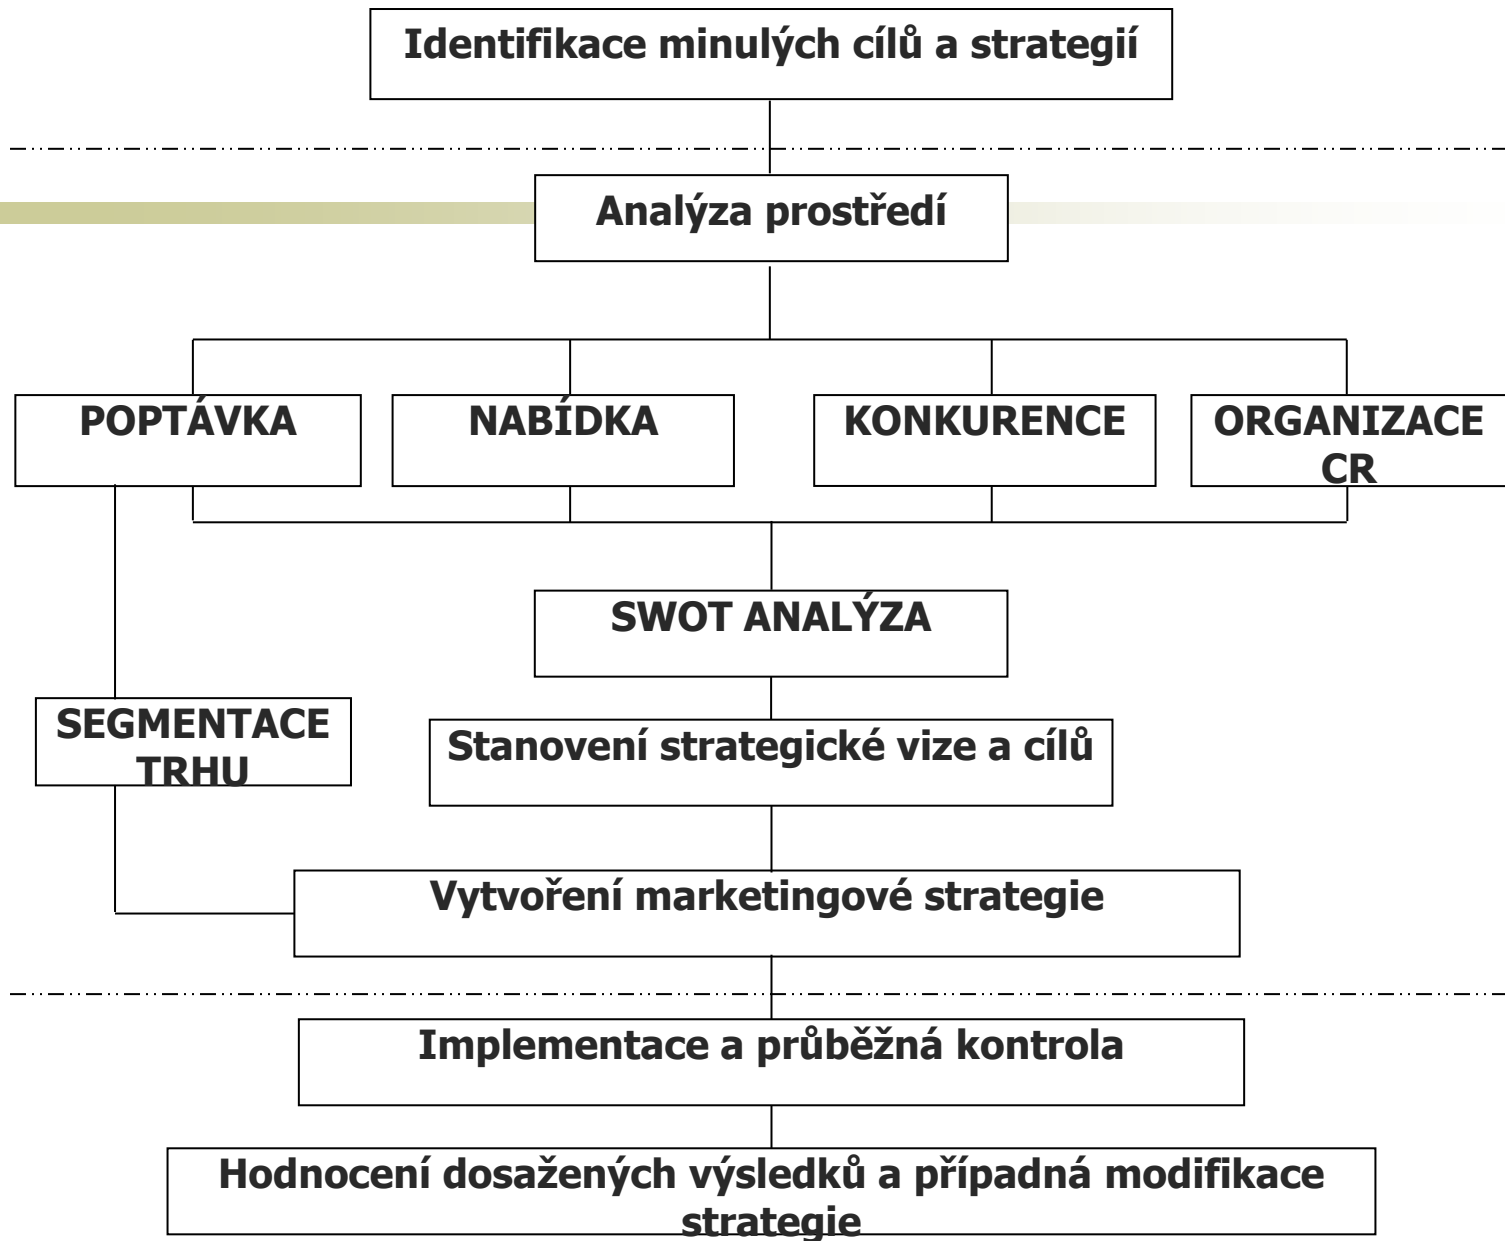 Identifikace minulých cílů a strategií
Analýza prostředí
POPTÁVKA
NABÍDKA
KONKURENCE
ORGANIZACE
CR
SWOT ANALÝZA
SEGMENTACE
TRHU
Stanovení strategické vize a cílů
Vytvoření marketingové strategie
Implementace a průběžná kontrola
Hodnocení dosažených výsledků a případná modifikace
strategie